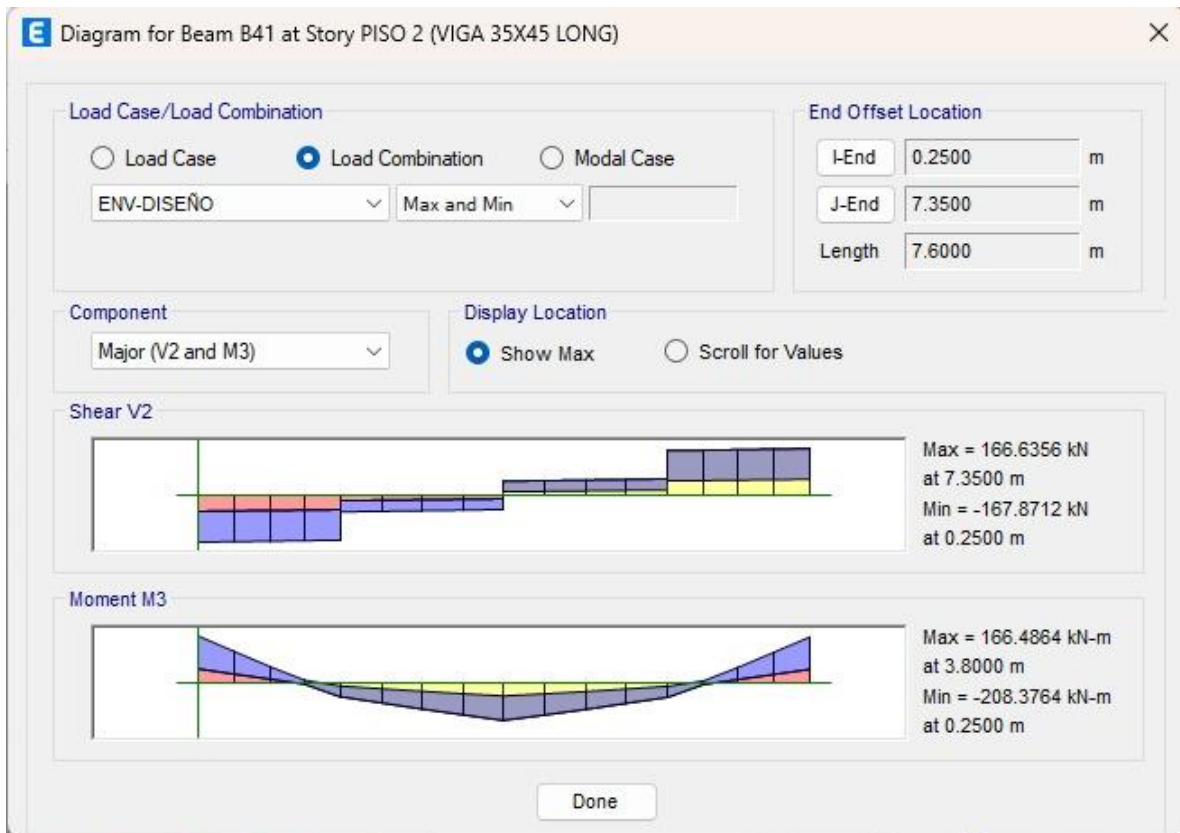 E Diagram for Beam B41 at Story PISO 2 (VIGA 35X45 LONG)
Load Case/Load Combination
Load Case Load Combination Modal Case
ENV-DISEÑO Max and Min
End Offset Location
I-End 0.2500 m
J-End 7.3500 m
Length 7.6000 m
Component
Major (V2 and M3)
Display Location
Show Max Scroll for Values
Shear V2
Max = 166.6356 kN
at 7.3500 m
Min = -167.8712 kN
at 0.2500 m
Moment M3
Max = 166.4864 kN-m
at 3.8000 m
Min = -208.3764 kN-m
at 0.2500 m
Done